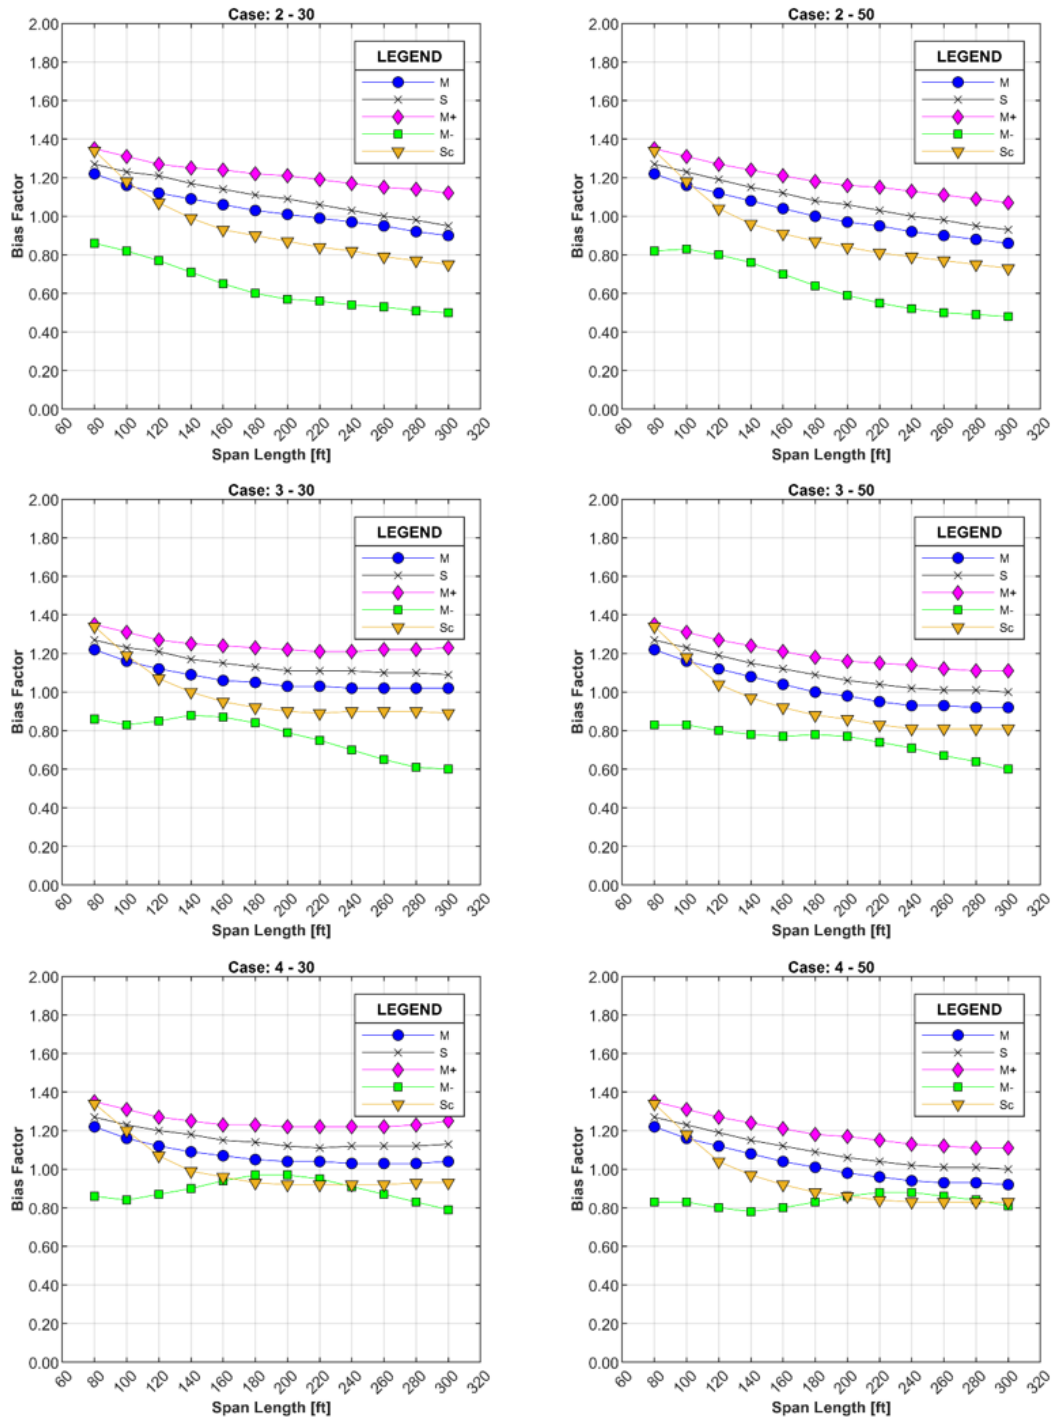 Case: 2 - 30
2.00
1.80
1.60
1.40
1.20
1.00
0.80
0.60
0.40
0.20
0.00
Bias Factor
LEGEND
M
S
M+
M-
Sc
60 80 100 120 140 160 180 200 220 240 260 280 300 320
Span Length [ft]
Case: 2 - 50
2.00
1.80
1.60
1.40
1.20
1.00
0.80
0.60
0.40
0.20
0.00
Bias Factor
LEGEND
M
S
M+
M-
Sc
60 80 100 120 140 160 180 200 220 240 260 280 300 320
Span Length [ft]
Case: 3 - 30
2.00
1.80
1.60
1.40
1.20
1.00
0.80
0.60
0.40
0.20
0.00
Bias Factor
LEGEND
M
S
M+
M-
Sc
60 80 100 120 140 160 180 200 220 240 260 280 300 320
Span Length [ft]
Case: 3 - 50
2.00
1.80
1.60
1.40
1.20
1.00
0.80
0.60
0.40
0.20
0.00
Bias Factor
LEGEND
M
S
M+
M-
Sc
60 80 100 120 140 160 180 200 220 240 260 280 300 320
Span Length [ft]
Case: 4 - 30
2.00
1.80
1.60
1.40
1.20
1.00
0.80
0.60
0.40
0.20
0.00
Bias Factor
LEGEND
M
S
M+
M-
Sc
60 80 100 120 140 160 180 200 220 240 260 280 300 320
Span Length [ft]
Case: 4 - 50
2.00
1.80
1.60
1.40
1.20
1.00
0.80
0.60
0.40
0.20
0.00
Bias Factor
LEGEND
M
S
M+
M-
Sc
60 80 100 120 140 160 180 200 220 240 260 280 300 320
Span Length [ft]